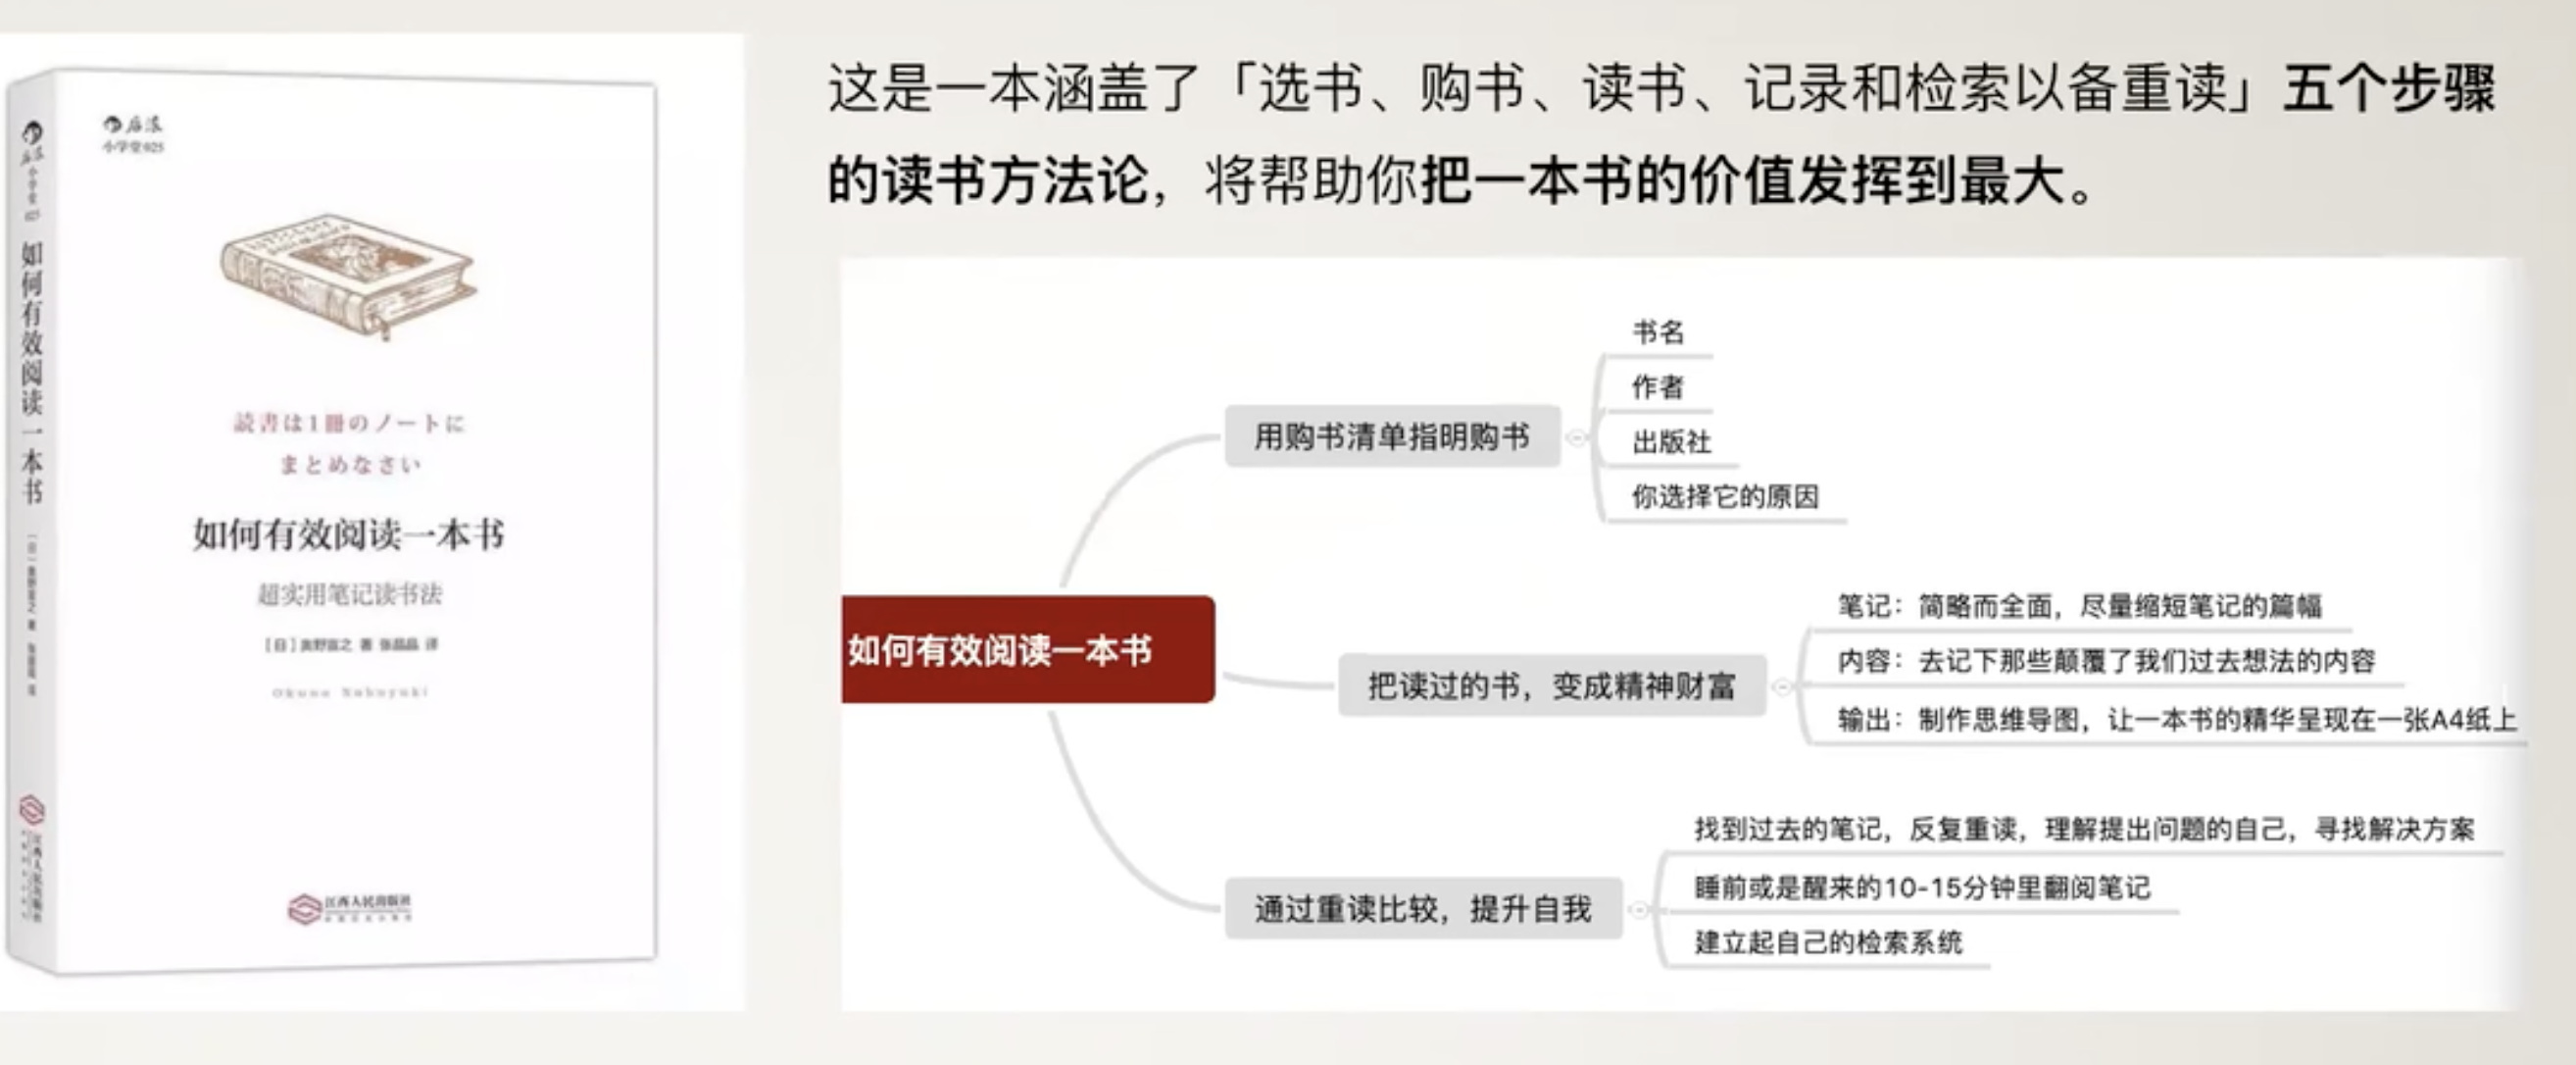 后浪
小学堂025
如何有效阅读一本书
読書は1冊のノートに
まとめなさい
如何有效阅读一本书
超实用笔记读书法
[日]奥野宣之 著 张晶晶 译
Okuno Nobuyuki
江西人民出版社
这是一本涵盖了「选书、购书、读书、记录和检索以备重读」五个步骤
的读书方法论，将帮助你把一本书的价值发挥到最大。
如何有效阅读一本书
用购书清单指明购书
书名
作者
出版社
你选择它的原因
把读过的书，变成精神财富
笔记：简略而全面，尽量缩短笔记的篇幅
内容：去记下那些颠覆了我们过去想法的内容
输出：制作思维导图，让一本书的精华呈现在一张A4纸上
通过重读比较，提升自我
找到过去的笔记，反复重读，理解提出问题的自己，寻找解决方案
睡前或是醒来的10-15分钟里翻阅笔记
建立起自己的检索系统